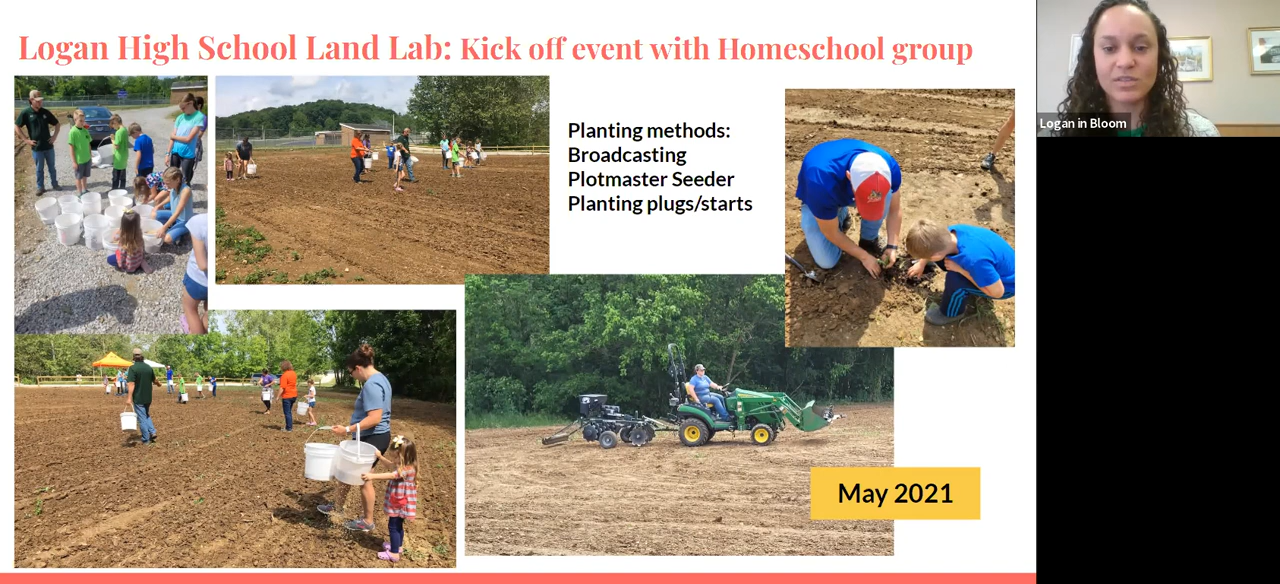 Logan High School Land Lab: Kick off event with Homeschool group
Planting methods:
Broadcasting
Plotmaster Seeder
Planting plugs/starts
May 2021
Logan in Bloom